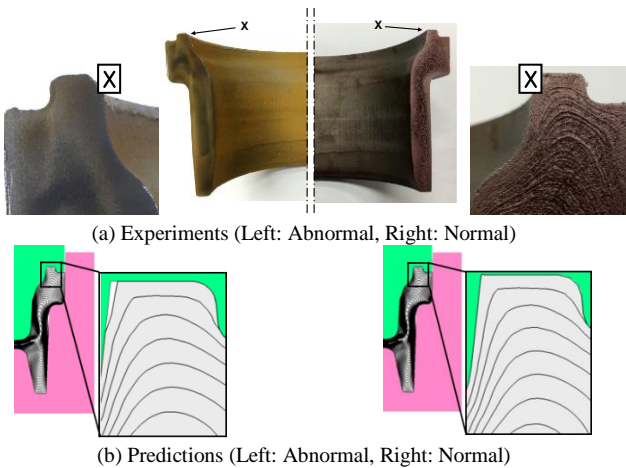 X X
X X
(a) Experiments (Left: Abnormal, Right: Normal)
(b) Predictions (Left: Abnormal, Right: Normal)